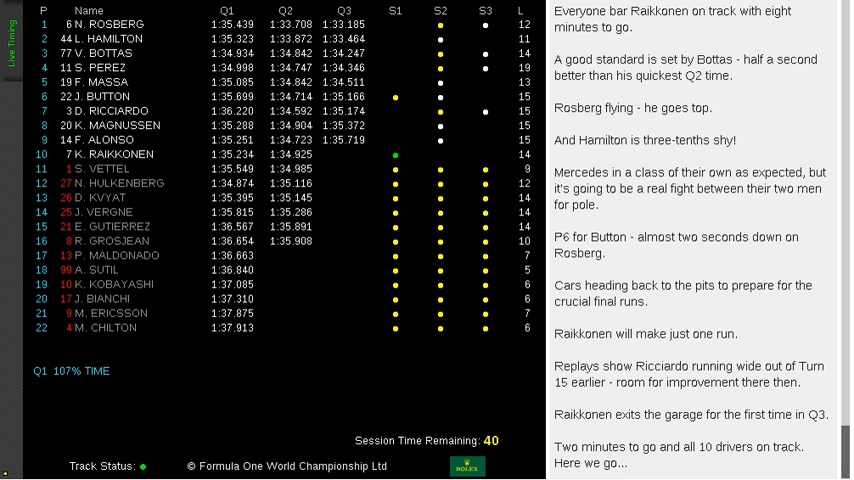 Live Timing
P Name Q1 Q2 Q3 S1 S2 S3 L
1 6 N. ROSBERG 1:35.439 1:33.708 1:33.185 12
2 44 L. HAMILTON 1:35.323 1:33.872 1:33.464 11
3 77 V. BOTTAS 1:34.934 1:34.842 1:34.247 14
4 11 S. PEREZ 1:34.998 1:34.747 1:34.346 19
5 19 F. MASSA 1:35.085 1:34.842 1:34.511 13
6 22 J. BUTTON 1:35.699 1:34.714 1:35.166 15
7 3 D. RICCIARDO 1:36.220 1:34.592 1:35.174 15
8 20 K. MAGNUSSEN 1:35.288 1:34.904 1:35.372 15
9 14 F. ALONSO 1:35.251 1:34.723 1:35.719 15
10 7 K. RAIKKONEN 1:35.234 1:34.925 14
11 1 S. VETTEL 1:35.549 1:34.985 9
12 27 N. HULKENBERG 1:34.874 1:35.116 12
13 26 D. KVYAT 1:35.395 1:35.145 14
14 25 J. VERGNE 1:35.815 1:35.286 14
15 21 E. GUTIERREZ 1:36.567 1:35.891 14
16 8 R. GROSJEAN 1:36.654 1:35.908 10
17 13 P. MALDONADO 1:36.663 7
18 99 A. SUTIL 1:36.840 5
19 10 K. KOBAYASHI 1:37.085 6
20 17 J. BIANCHI 1:37.310 6
21 9 M. ERICSSON 1:37.875 7
22 4 M. CHILTON 1:37.913 6
Q1 107% TIME
Session Time Remaining: 40
Track Status: © Formula One World Championship Ltd
ROLEX
Everyone bar Raikkonen on track with eight
minutes to go.
A good standard is set by Bottas - half a second
better than his quickest Q2 time.
Rosberg flying - he goes top.
And Hamilton is three-tenths shy!
Mercedes in a class of their own as expected, but
it's going to be a real fight between their two men
for pole.
P6 for Button - almost two seconds down on
Rosberg.
Cars heading back to the pits to prepare for the
crucial final runs.
Raikkonen will make just one run.
Replays show Ricciardo running wide out of Turn
15 earlier - room for improvement there then.
Raikkonen exits the garage for the first time in Q3.
Two minutes to go and all 10 drivers on track.
Here we go...